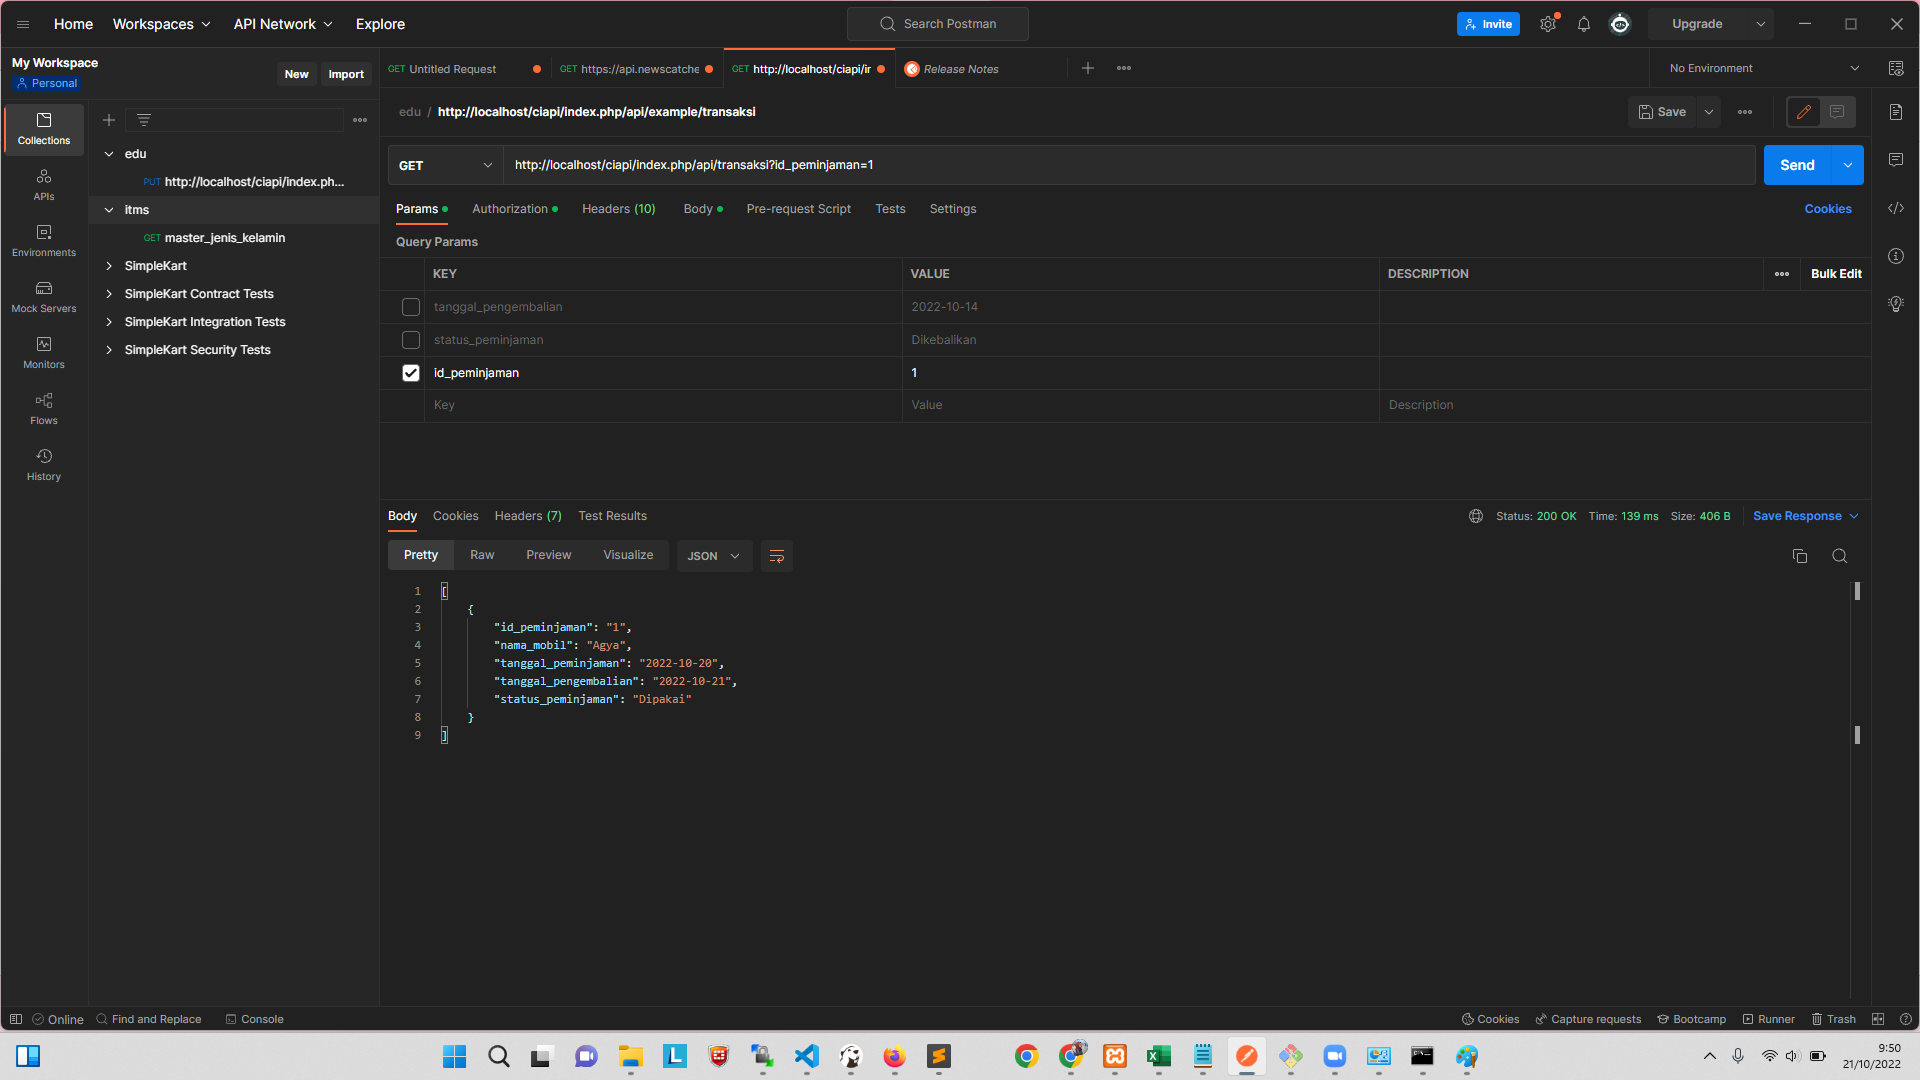 Home
Workspaces
API Network
Explore
Search Postman
Invite
Upgrade
My Workspace
Personal
New
Import
GET Untitled Request
GET https://api.newscatche
GET http://localhost/ciapi/ir
Release Notes
No Environment
edu / http://localhost/ciapi/index.php/api/example/transaksi
Save
Collections
APIs
Environments
Mock Servers
Monitors
Flows
History
edu
PUT http://localhost/ciapi/index.ph...
itms
GET master_jenis_kelamin
SimpleKart
SimpleKart Contract Tests
SimpleKart Integration Tests
SimpleKart Security Tests
GET
http://localhost/ciapi/index.php/api/transaksi?id_peminjaman=1
Send
Params
Authorization
Headers (10)
Body
Pre-request Script
Tests
Settings
Cookies
Query Params
KEY VALUE DESCRIPTION
Bulk Edit
tanggal_pengembalian 2022-10-14
status_peminjaman Dikebalikan
id_peminjaman 1
Key Value Description
Body
Cookies
Headers (7)
Test Results
Status: 200 OK Time: 139 ms Size: 406 B
Save Response
Pretty
Raw
Preview
Visualize
JSON
1 [
2 {
3 "id_peminjaman": "1",
4 "nama_mobil": "Agya",
5 "tanggal_peminjaman": "2022-10-20",
6 "tanggal_pengembalian": "2022-10-21",
7 "status_peminjaman": "Dipakai"
8 }
9 ]
Online
Find and Replace
Console
Cookies
Capture requests
Bootcamp
Runner
Trash
9:50
21/10/2022